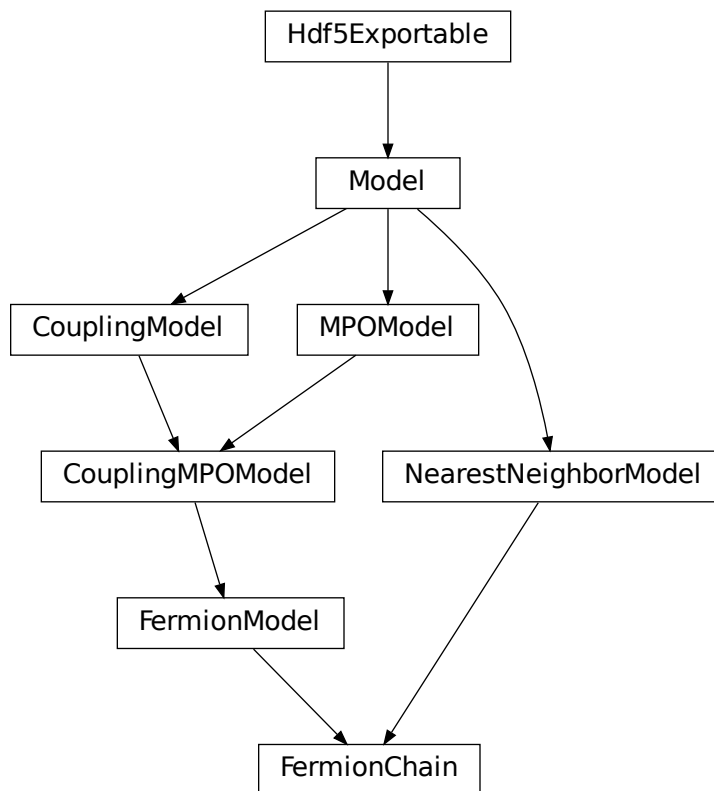 Hdf5Exportable
Model
CouplingModel
MPOModel
CouplingMPOModel
NearestNeighborModel
FermionModel
FermionChain